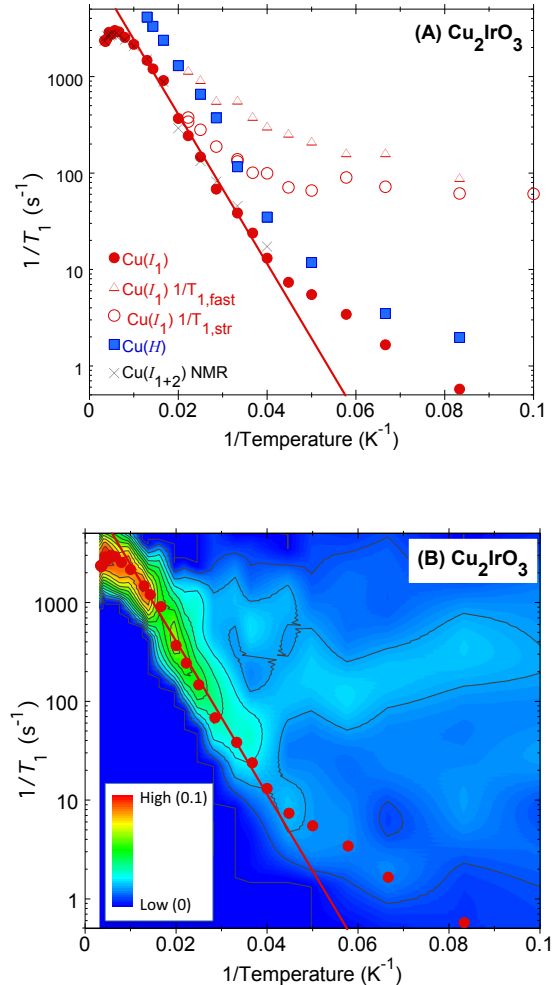 (A) Cu₂IrO₃
1000
100
10
1
1/T₁ (s⁻¹)
Cu(I₁)
Cu(I₁) 1/T₁,fast
Cu(I₁) 1/T₁,str
Cu(H)
Cu(I₁₊₂) NMR
0 0.02 0.04 0.06 0.08 0.1
1/Temperature (K⁻¹)
(B) Cu₂IrO₃
1000
100
10
1
1/T₁ (s⁻¹)
High (0.1)
Low (0)
0 0.02 0.04 0.06 0.08 0.1
1/Temperature (K⁻¹)